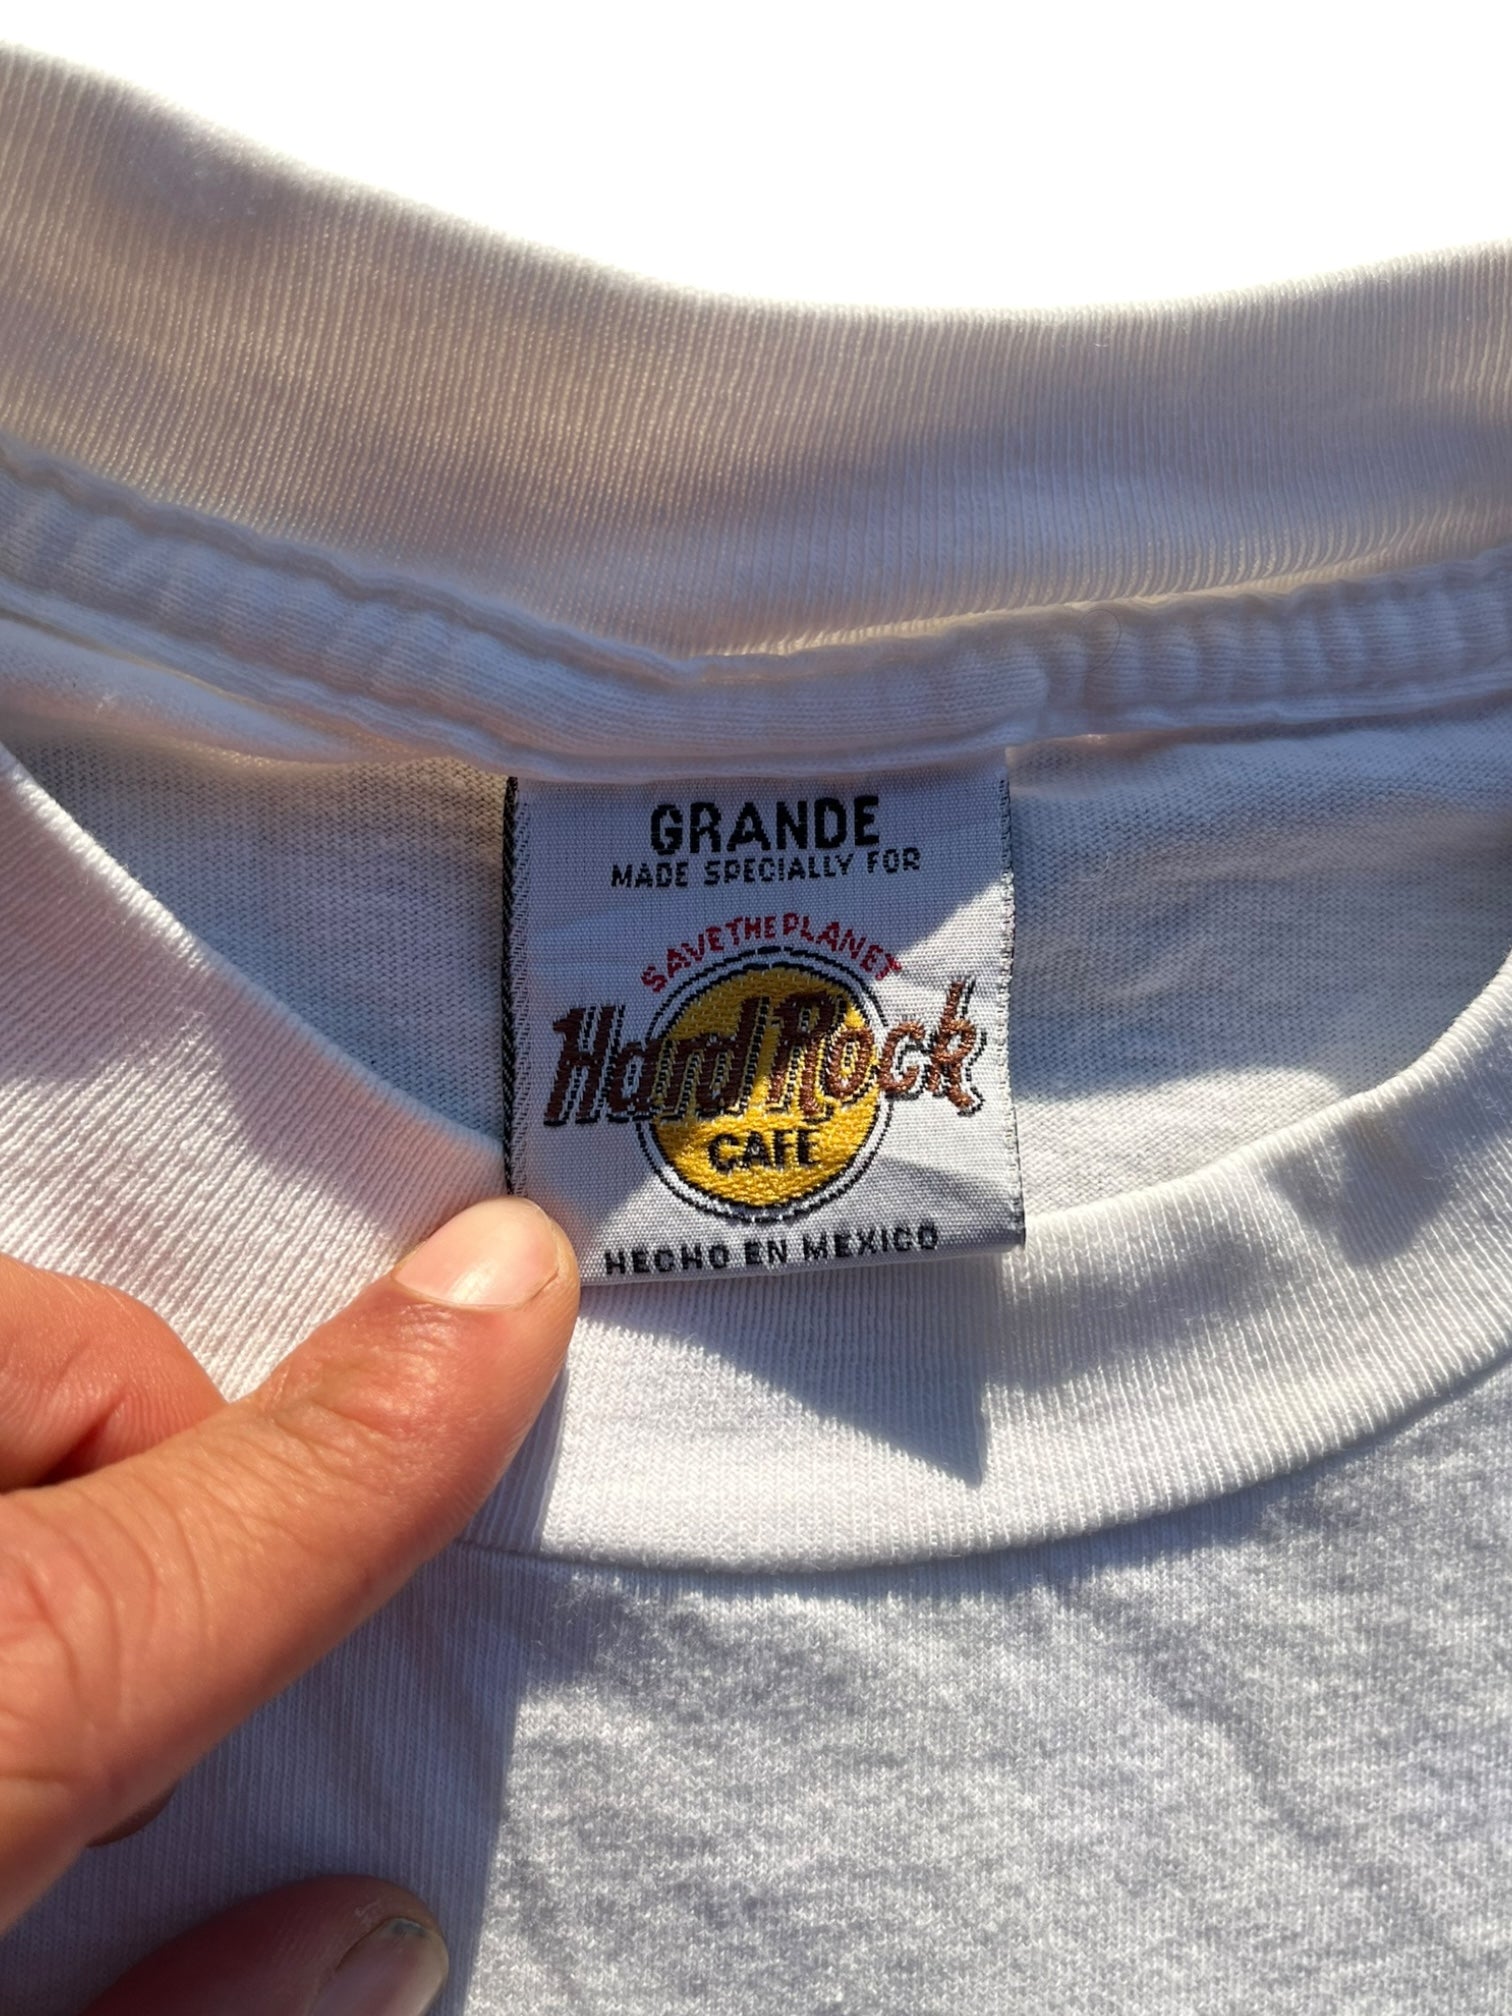 GRANDE
MADE SPECIALLY FOR
SAVE THE PLANET
Hard Rock
CAFE
HECHO EN MEXICO